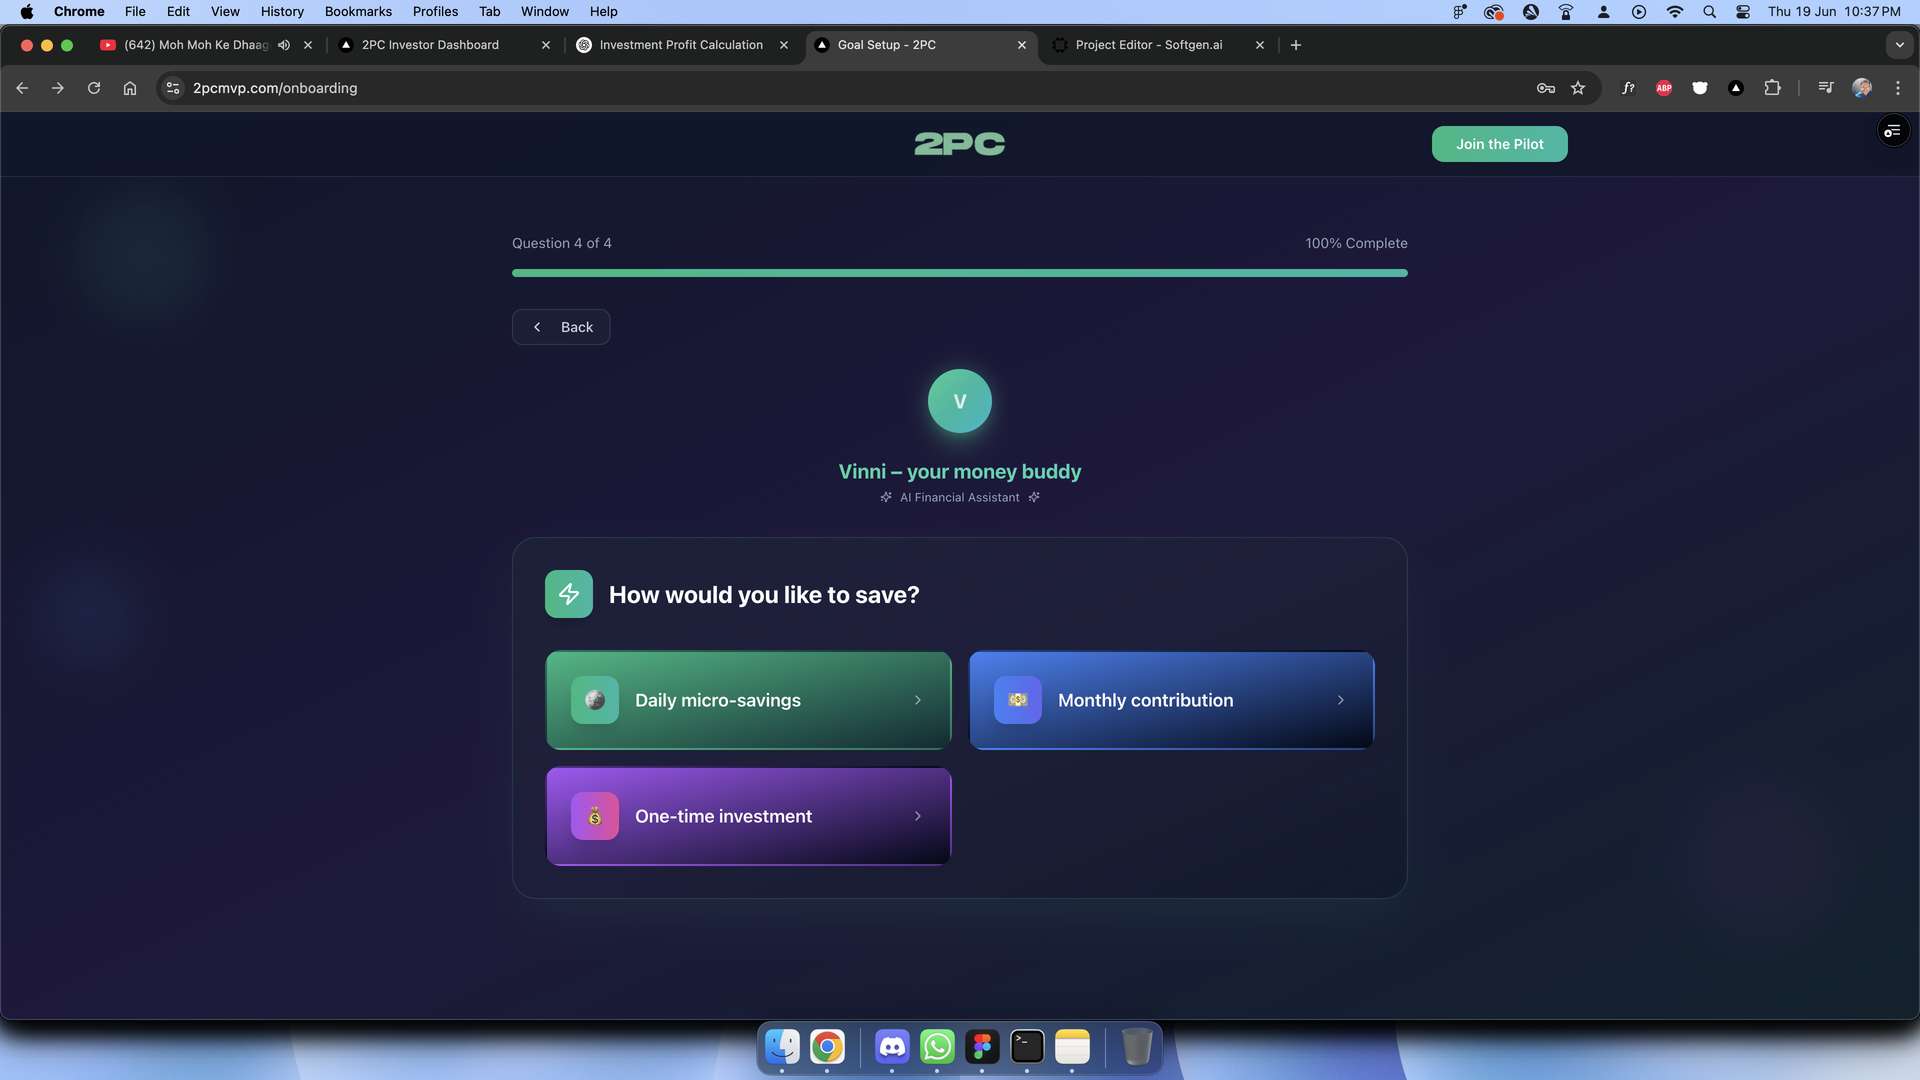 Chrome File Edit View History Bookmarks Profiles Tab Window Help Thu 19 Jun 10:37 PM
(642) Moh Moh Ke Dhaag 2PC Investor Dashboard Investment Profit Calculation Goal Setup - 2PC Project Editor - Softgen.ai
2pcmvp.com/onboarding f? ABP
2PC Join the Pilot
Question 4 of 4 100% Complete
Back
V
Vinni – your money buddy
AI Financial Assistant
How would you like to save?
Daily micro-savings Monthly contribution
One-time investment